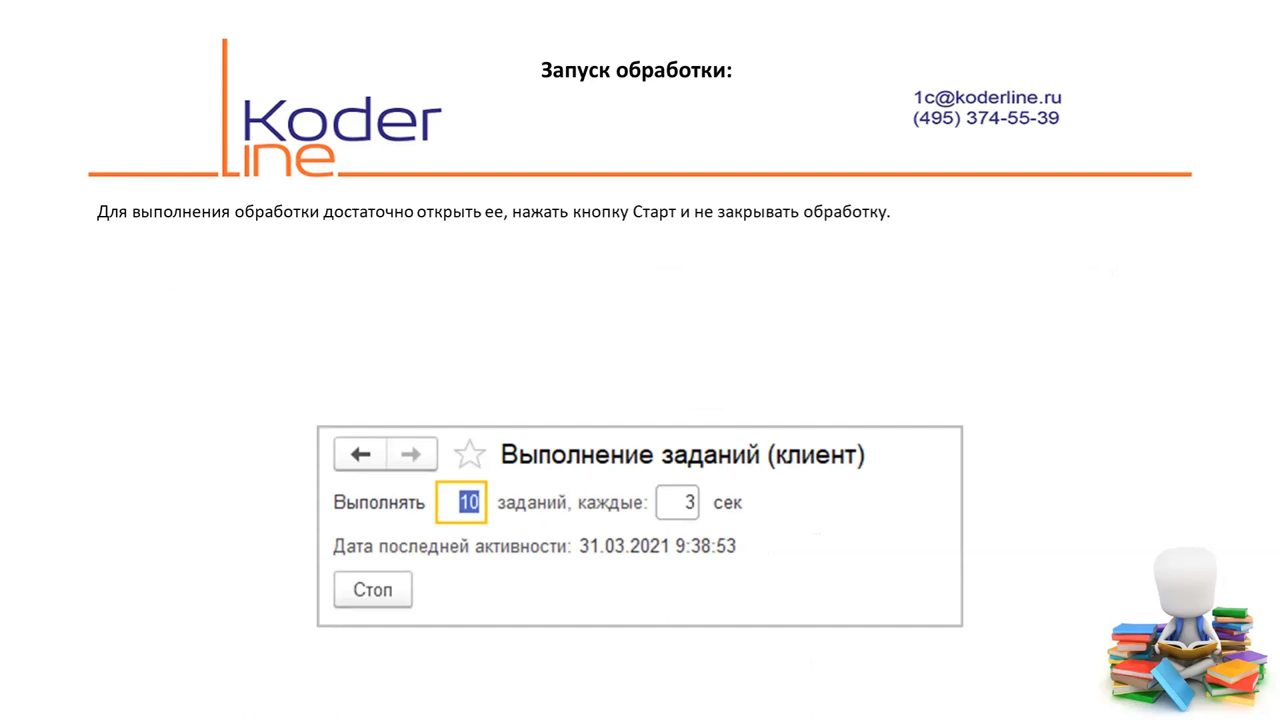 Запуск обработки:
Koder
line
1c@koderline.ru
(495) 374-55-39
Для выполнения обработки достаточно открыть ее, нажать кнопку Старт и не закрывать обработку.
Выполнение заданий (клиент)
Выполнять 10 заданий, каждые: 3 сек
Дата последней активности: 31.03.2021 9:38:53
Стоп